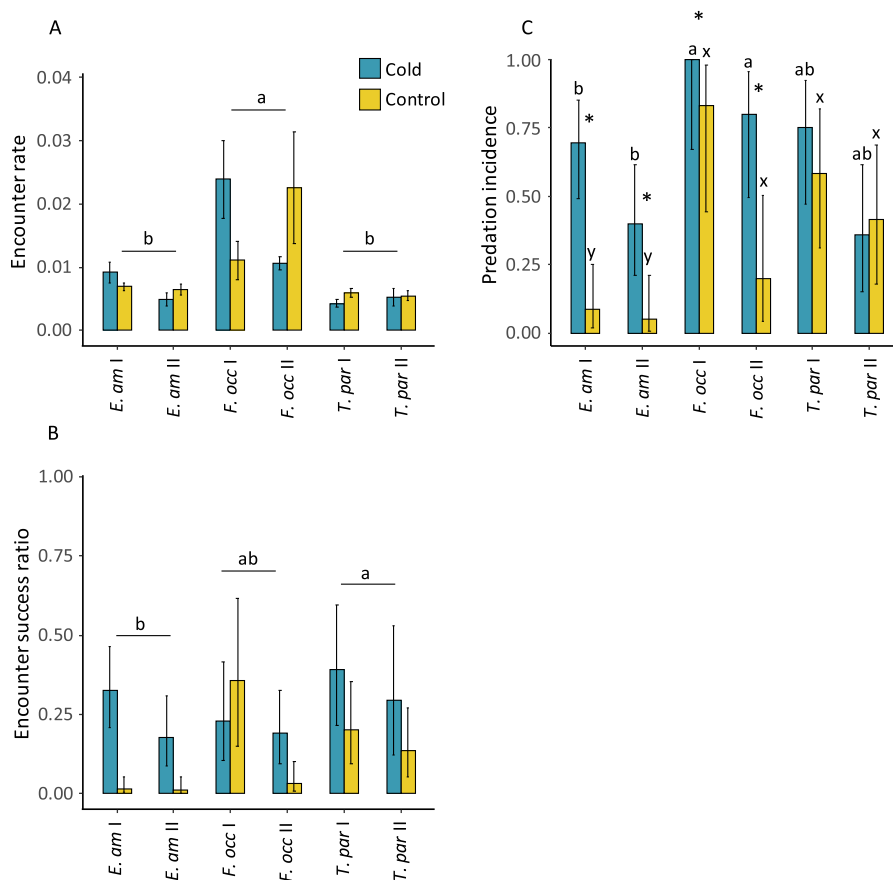 A
Encounter rate
0.04
0.03
0.02
0.01
0.00
Cold
Control
b
a
b
E. am I
E. am II
F. occ I
F. occ II
T. par I
T. par II
C
Predation incidence
1.00
0.75
0.50
0.25
0.00
b
*
y
b
*
y
*
a
x
a
*
x
ab
x
ab
x
E. am I
E. am II
F. occ I
F. occ II
T. par I
T. par II
B
Encounter success ratio
1.00
0.75
0.50
0.25
0.00
b
ab
a
E. am I
E. am II
F. occ I
F. occ II
T. par I
T. par II